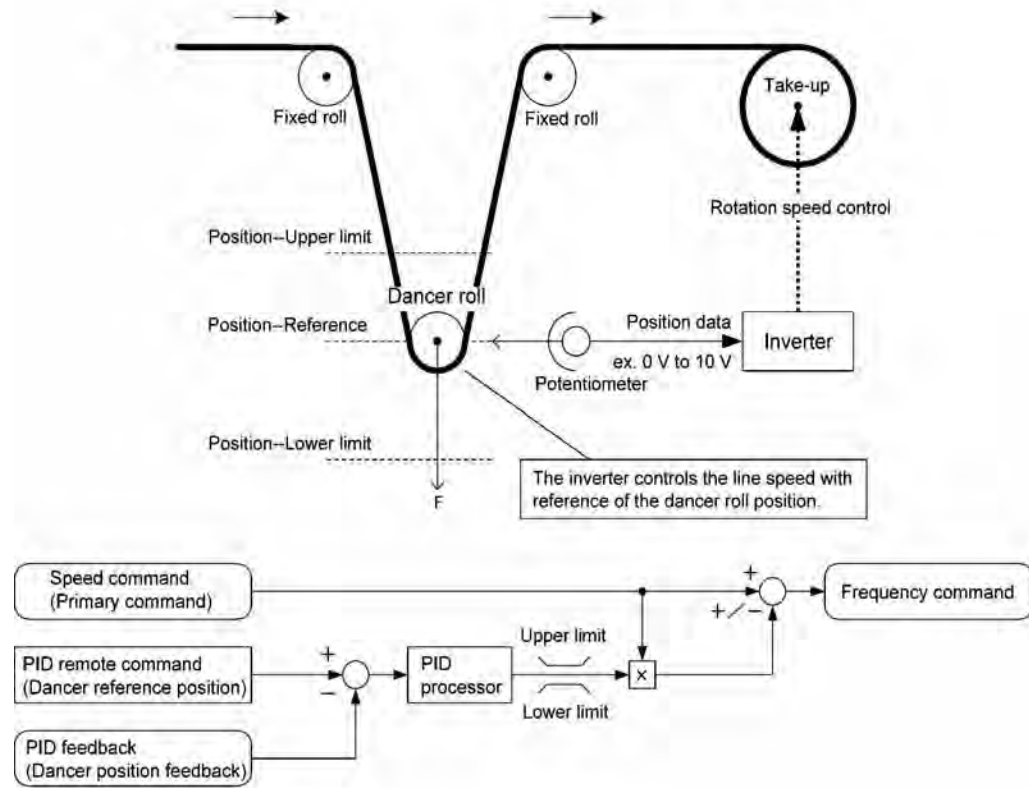 Take-up
Fixed roll
Fixed roll
Rotation speed control
Position--Upper limit
Dancer roll
Position--Reference
Position data
Inverter
ex. 0 V to 10 V
Potentiometer
Position--Lower limit
The inverter controls the line speed with
reference of the dancer roll position.
F
Speed command
(Primary command)
+
+/−
Frequency command
PID remote command
(Dancer reference position)
+
−
PID
processor
Upper limit
×
Lower limit
PID feedback
(Dancer position feedback)